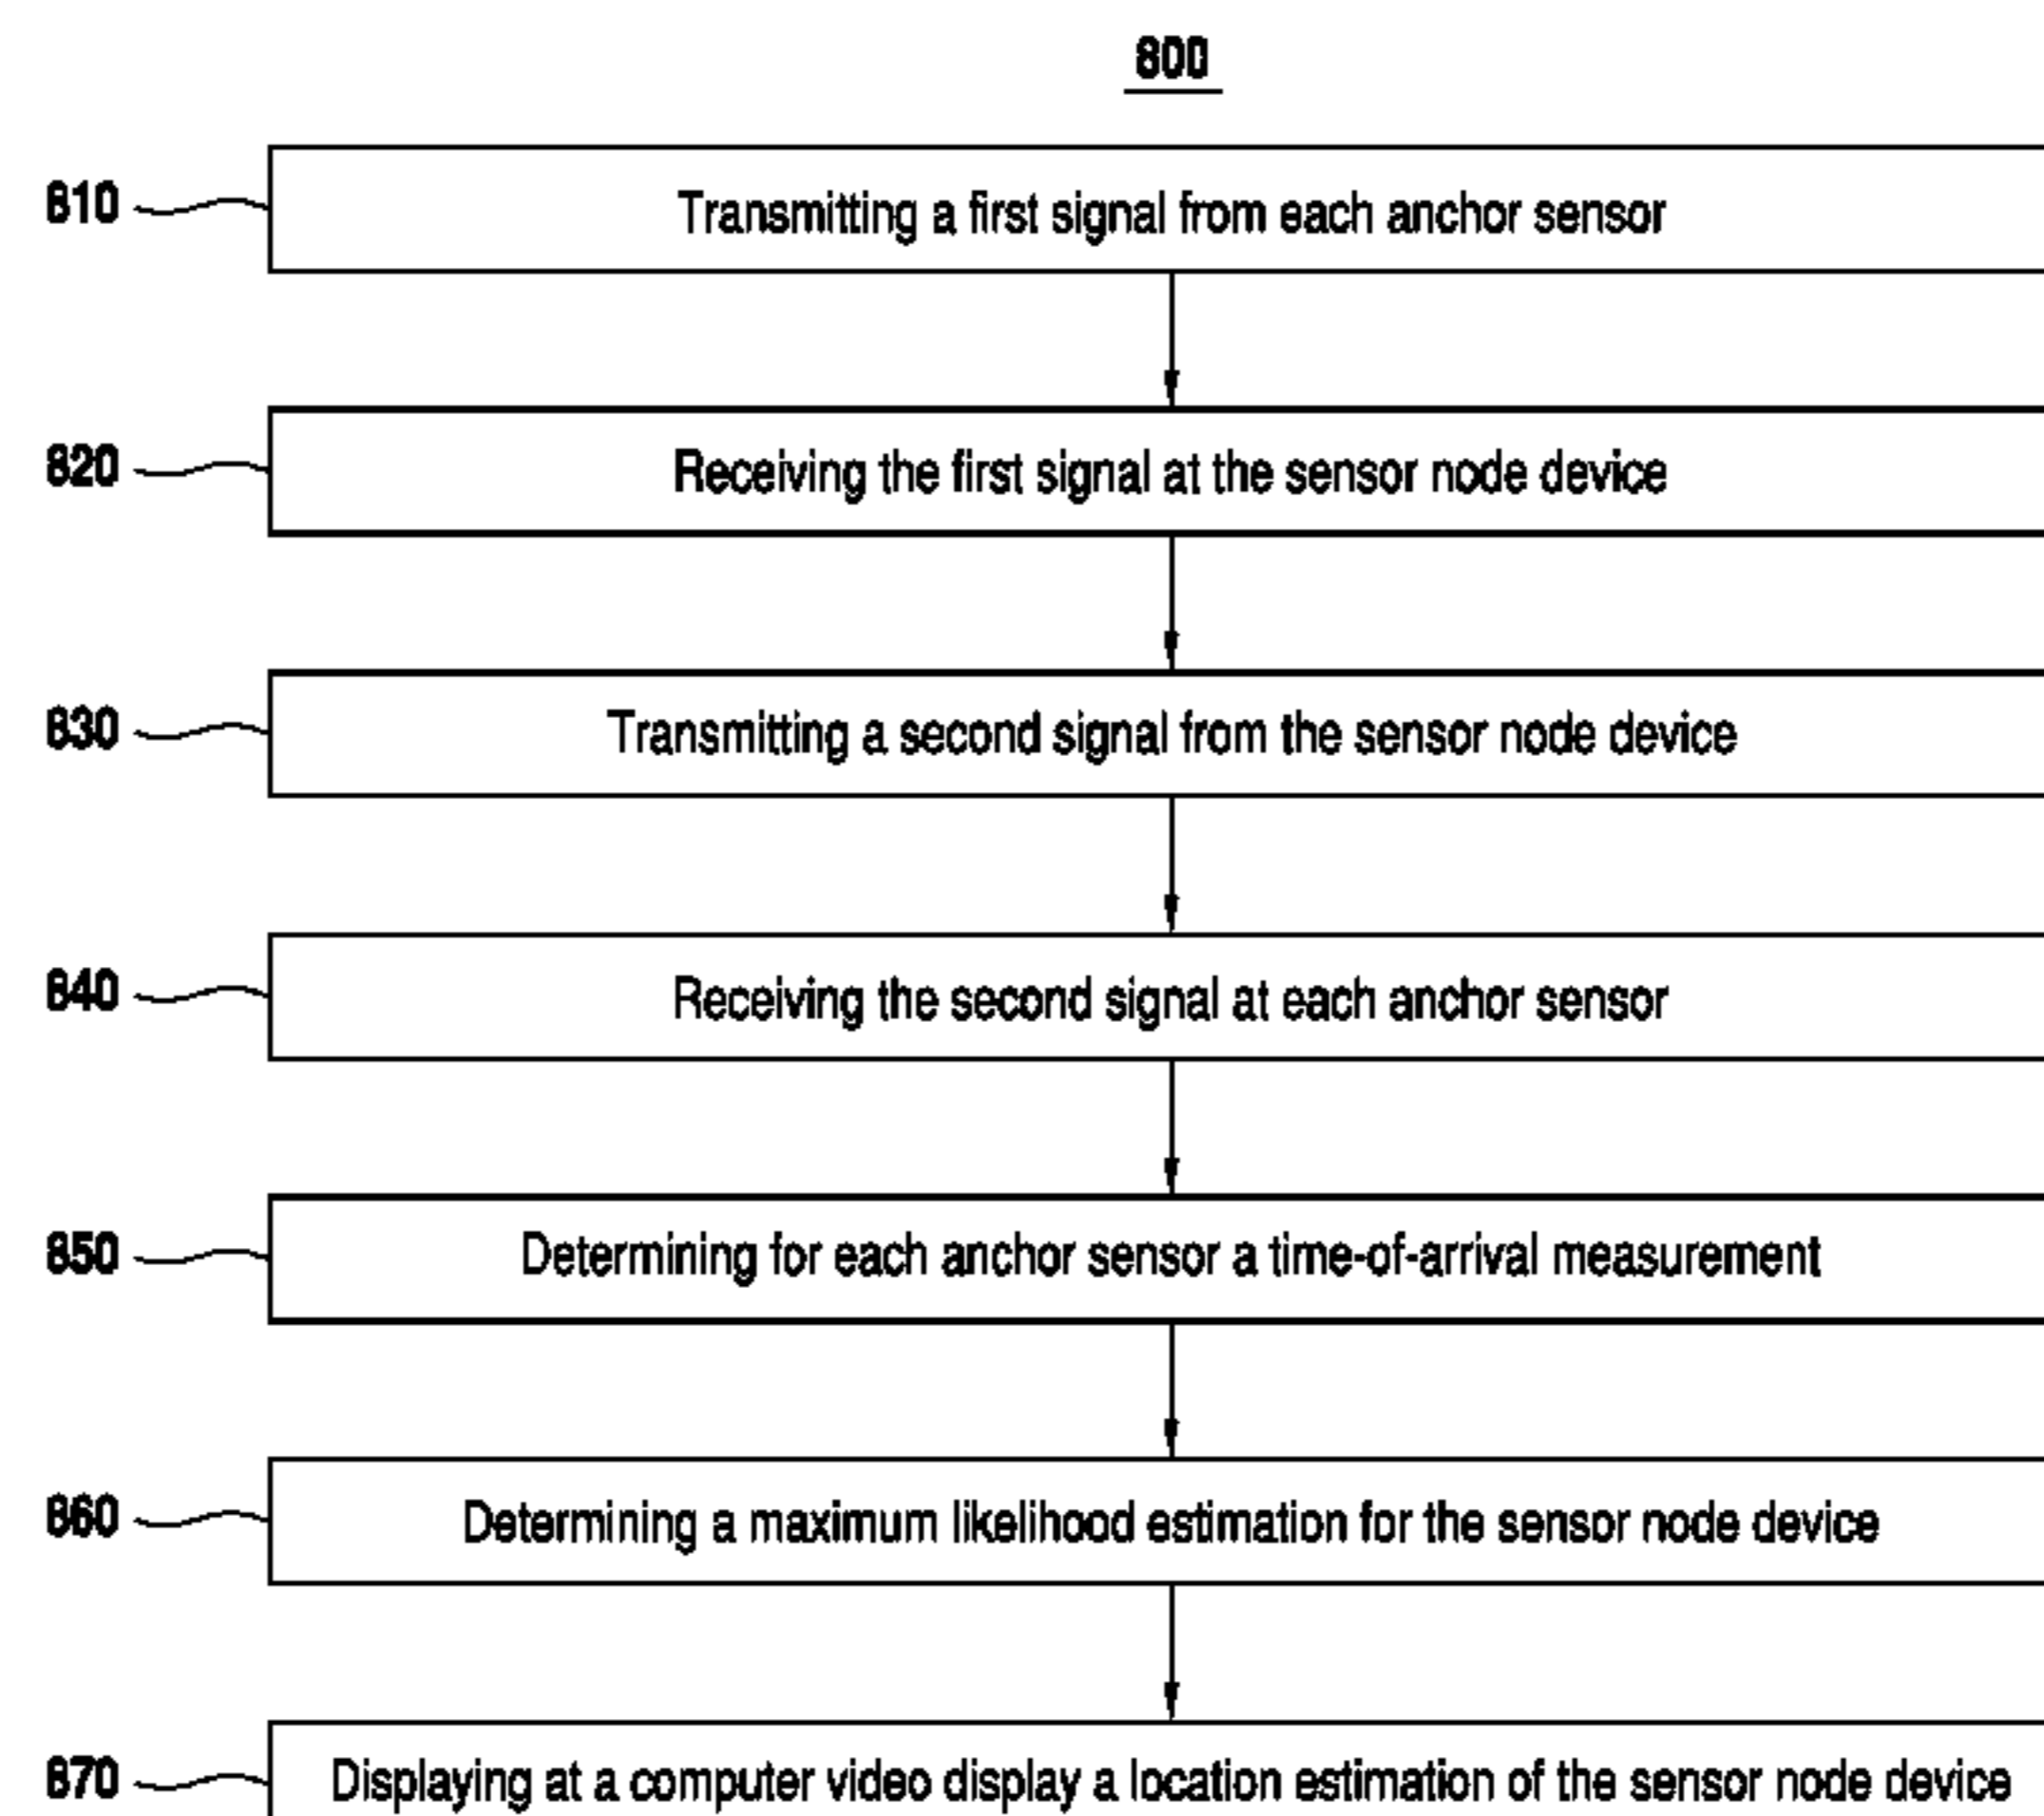 800
810 Transmitting a first signal from each anchor sensor
820 Receiving the first signal at the sensor node device
830 Transmitting a second signal from the sensor node device
840 Receiving the second signal at each anchor sensor
850 Determining for each anchor sensor a time-of-arrival measurement
860 Determining a maximum likelihood estimation for the sensor node device
870 Displaying at a computer video display a location estimation of the sensor node device